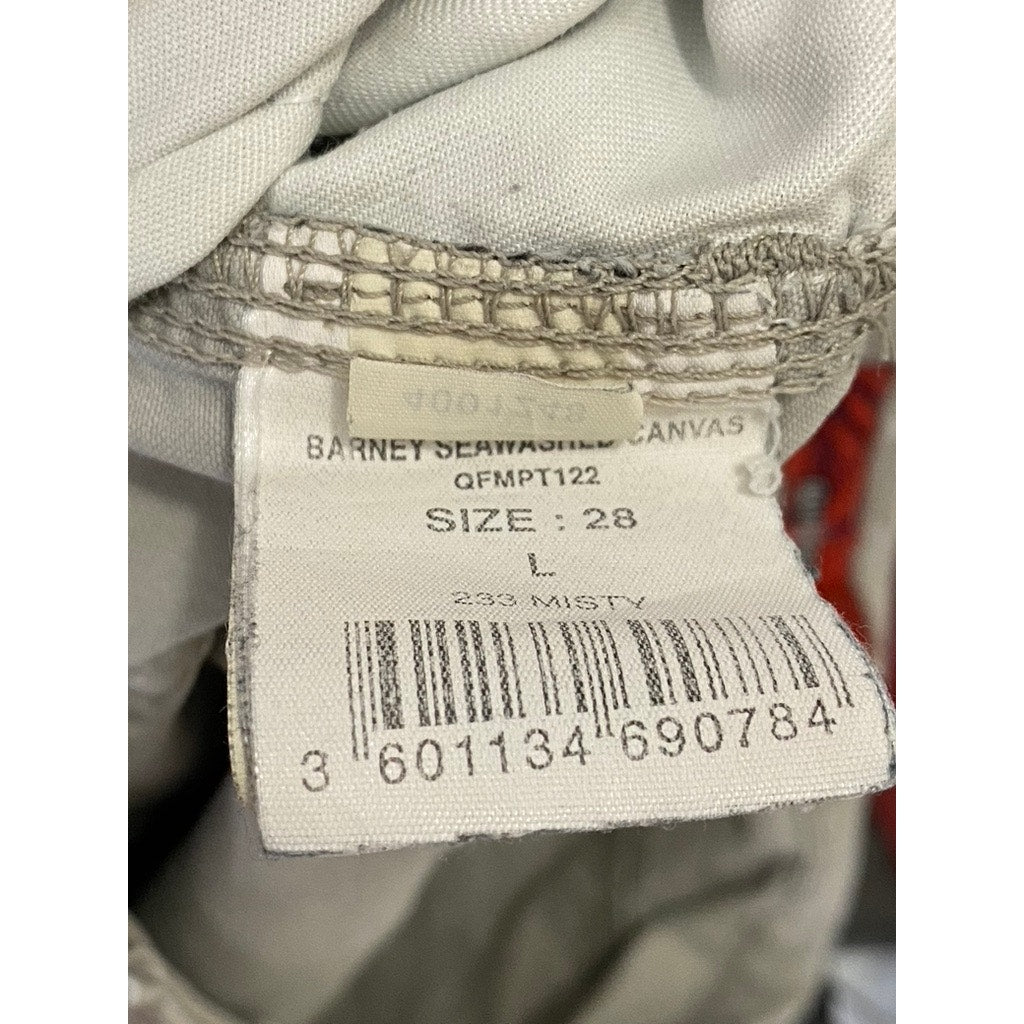 BARNEY SEAWASHED CANVAS
QFMPT122
SIZE : 28
L
233 MISTY
3 601134 690784